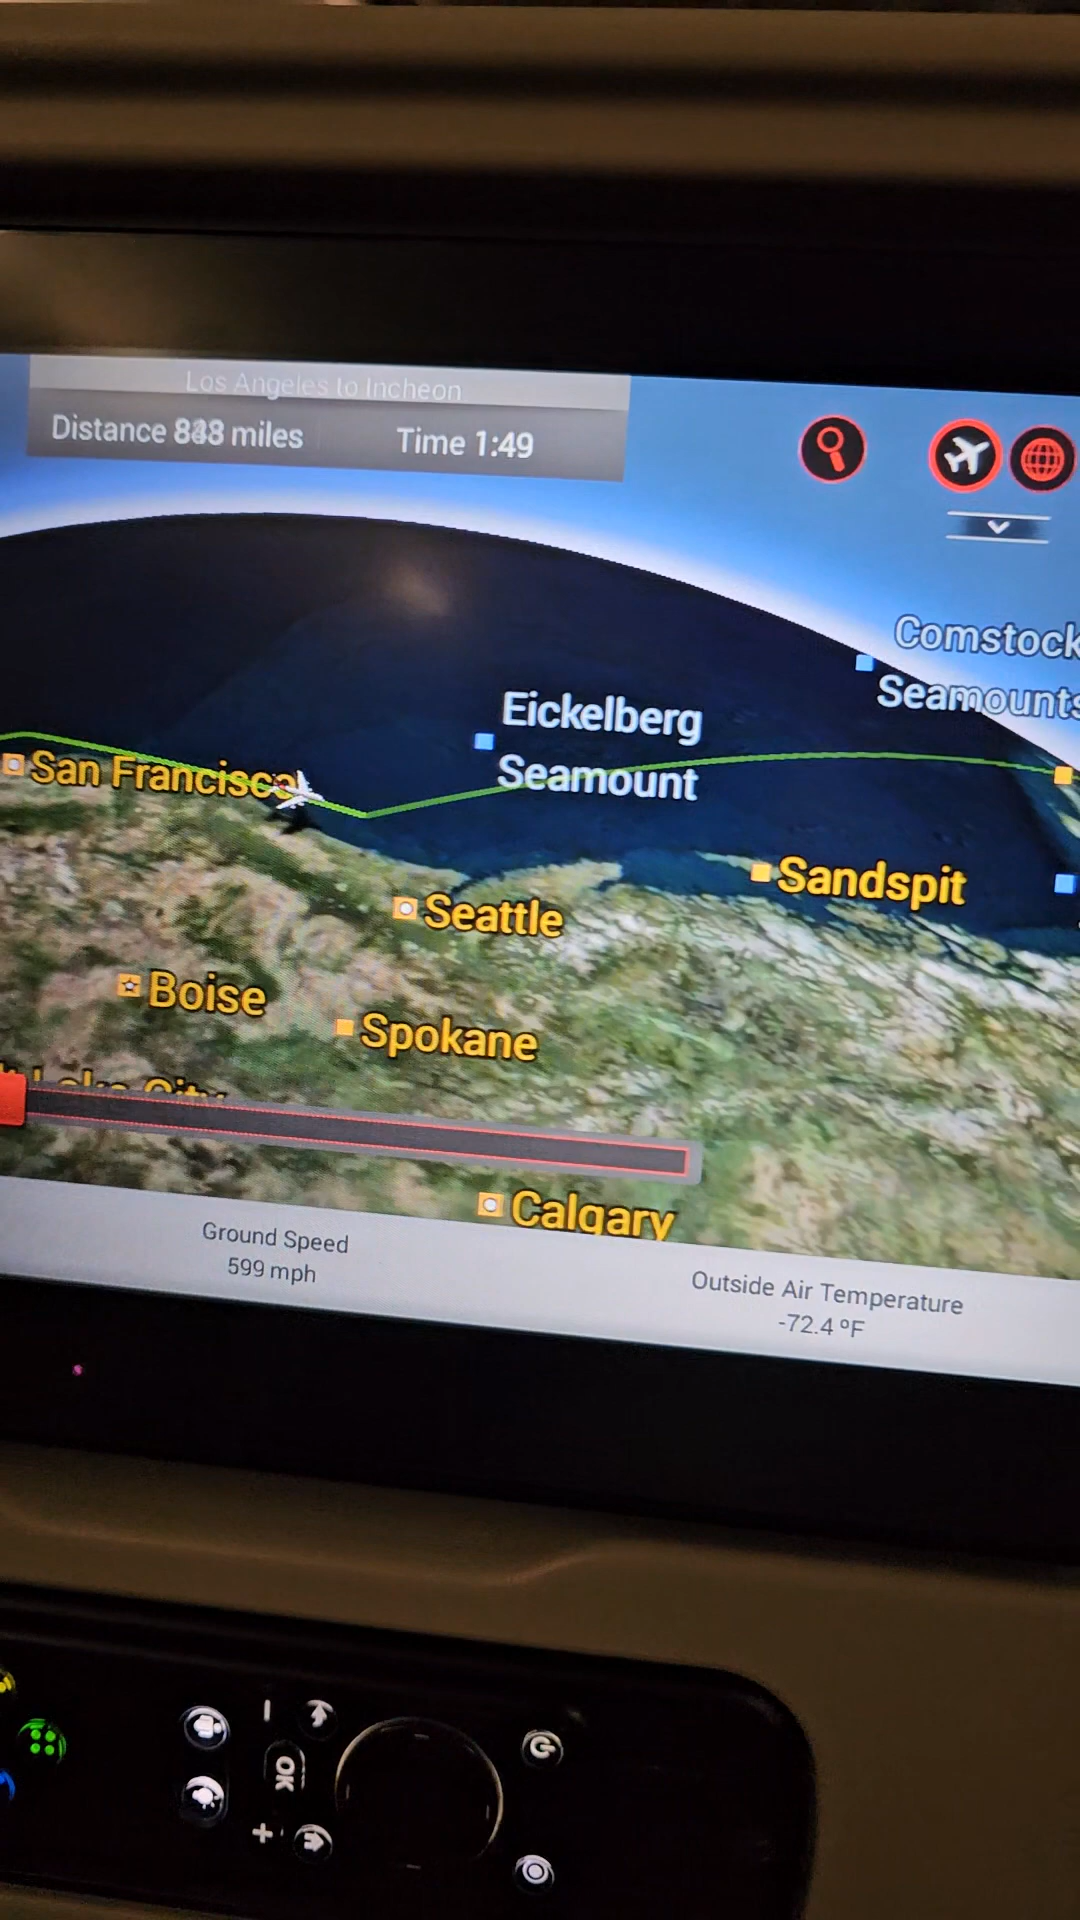 Los Angeles to Incheon
Distance miles
Time 1:49
Comstock
Seamounts
Eickelberg
Seamount
San Francisco
Sandspit
Seattle
Boise
Spokane
Calgary
Ground Speed
599 mph
Outside Air Temperature
-72.4 ºF
OK